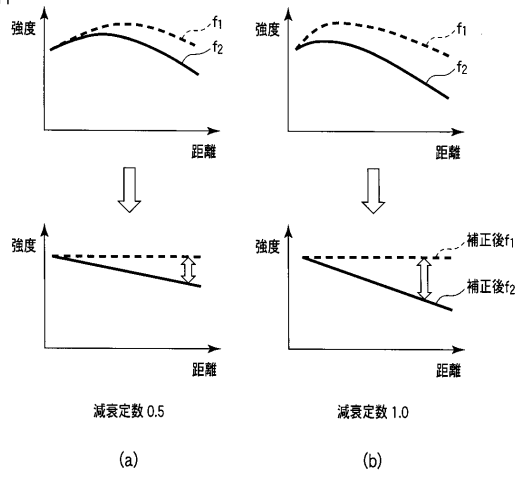 強度
f1
f2
距離
強度
f1
f2
距離
強度
距離
強度
補正後f1
補正後f2
距離
減衰定数 0.5
減衰定数 1.0
(a)
(b)